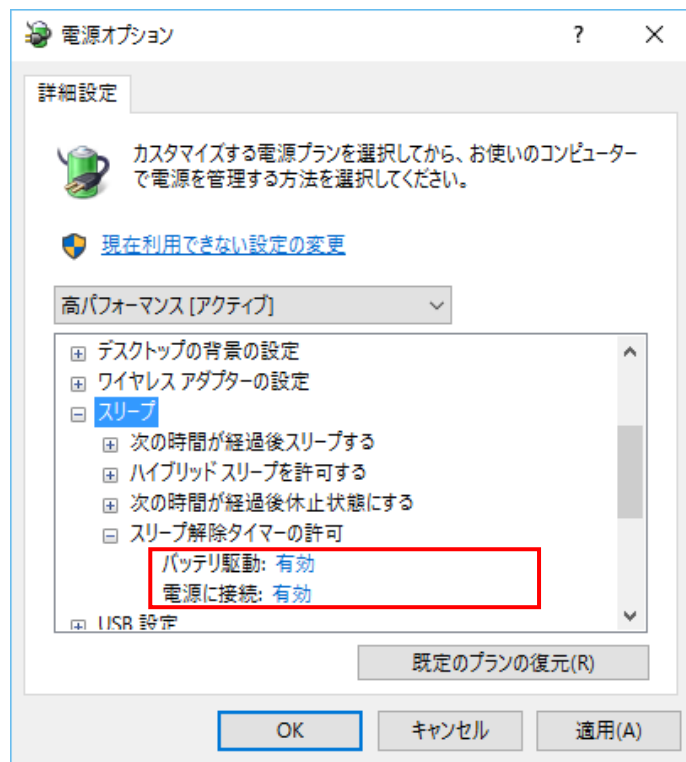 電源オプション
?
詳細設定
カスタマイズする電源プランを選択してから、お使いのコンピューター
で電源を管理する方法を選択してください。
現在利用できない設定の変更
高パフォーマンス [アクティブ]
デスクトップの背景の設定
ワイヤレス アダプターの設定
スリープ
次の時間が経過後スリープする
ハイブリッド スリープを許可する
次の時間が経過後休止状態にする
スリープ解除タイマーの許可
バッテリ駆動: 有効
電源に接続: 有効
USB 設定
既定のプランの復元(R)
OK
キャンセル
適用(A)